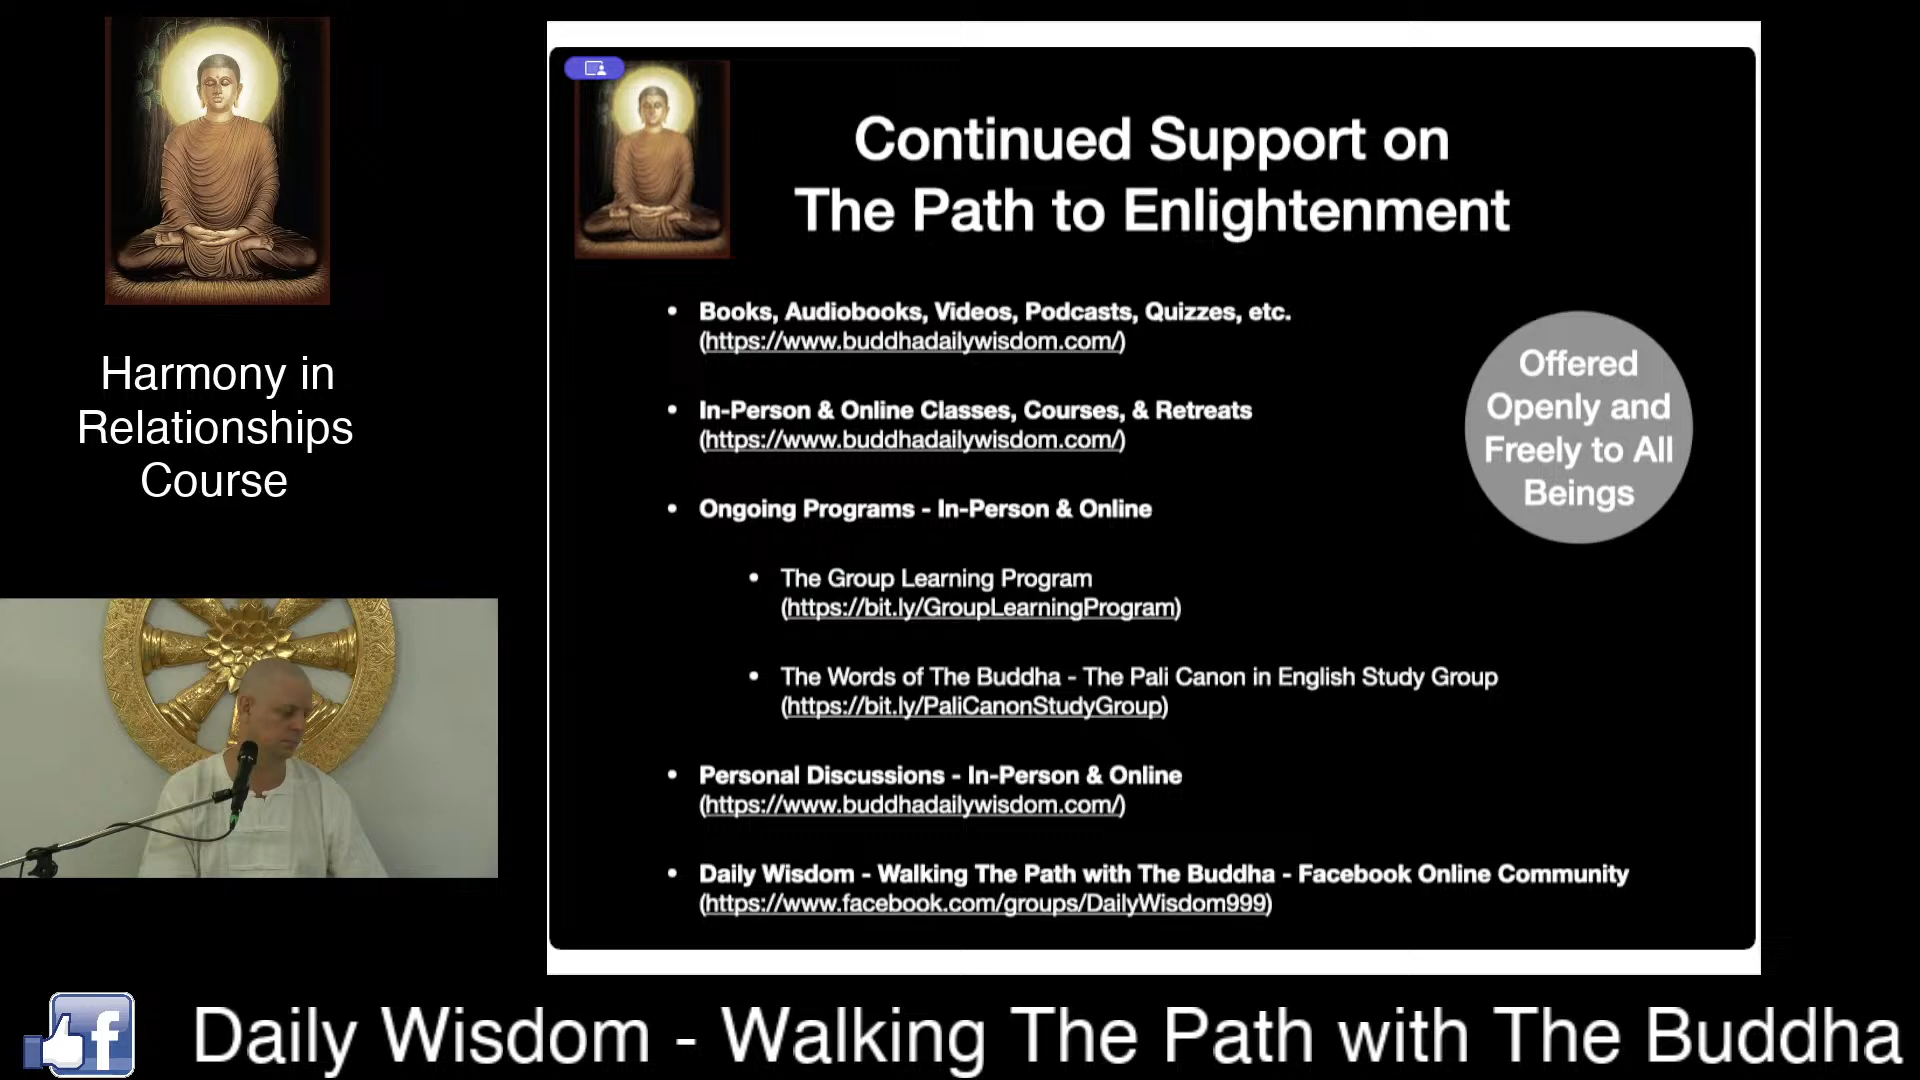 Harmony in
Relationships
Course
Continued Support on
The Path to Enlightenment
• Books, Audiobooks, Videos, Podcasts, Quizzes, etc.
(https://www.buddhadailywisdom.com/)
• In-Person & Online Classes, Courses, & Retreats
(https://www.buddhadailywisdom.com/)
• Ongoing Programs - In-Person & Online
• The Group Learning Program
(https://bit.ly/GroupLearningProgram)
• The Words of The Buddha - The Pali Canon in English Study Group
(https://bit.ly/PaliCanonStudyGroup)
• Personal Discussions - In-Person & Online
(https://www.buddhadailywisdom.com/)
• Daily Wisdom - Walking The Path with The Buddha - Facebook Online Community
(https://www.facebook.com/groups/DailyWisdom999)
Offered
Openly and
Freely to All
Beings
f
Daily Wisdom - Walking The Path with The Buddha